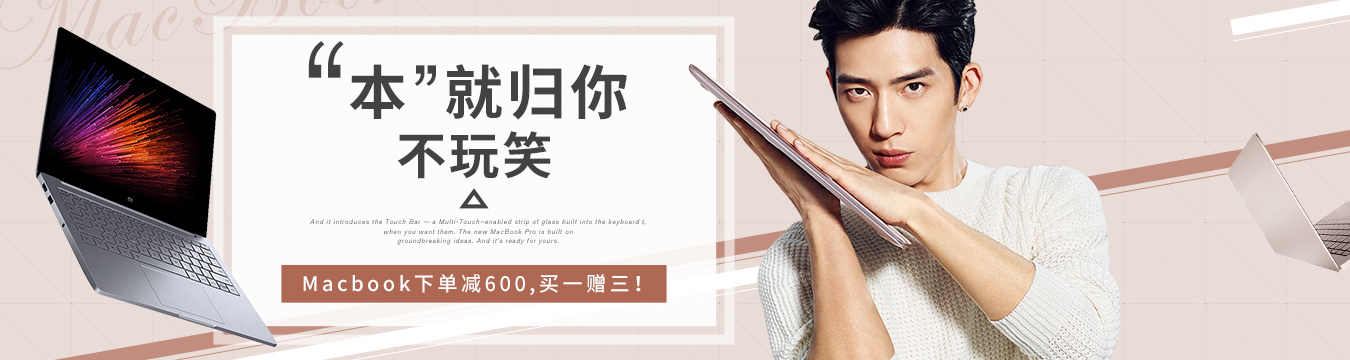 MacBook
“本”就归你
不玩笑
And it introduces the Touch Bar — a Multi-Touch–enabled strip of glass built into the keyboard t,
when you want them. The new MacBook Pro is built on
groundbreaking ideas. And it's ready for yours.
Macbook下单减600,买一赠三!